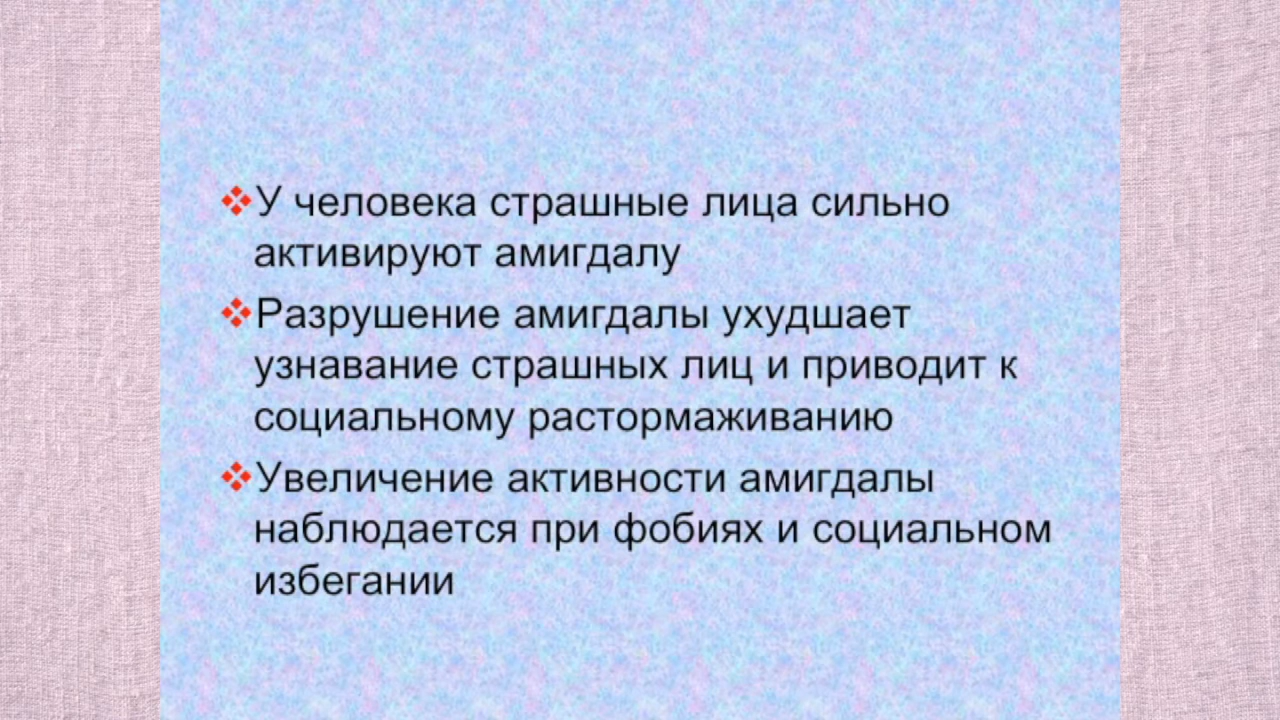 У человека страшные лица сильно
активируют амигдалу
Разрушение амигдалы ухудшает
узнавание страшных лиц и приводит к
социальному растормаживанию
Увеличение активности амигдалы
наблюдается при фобиях и социальном
избегании